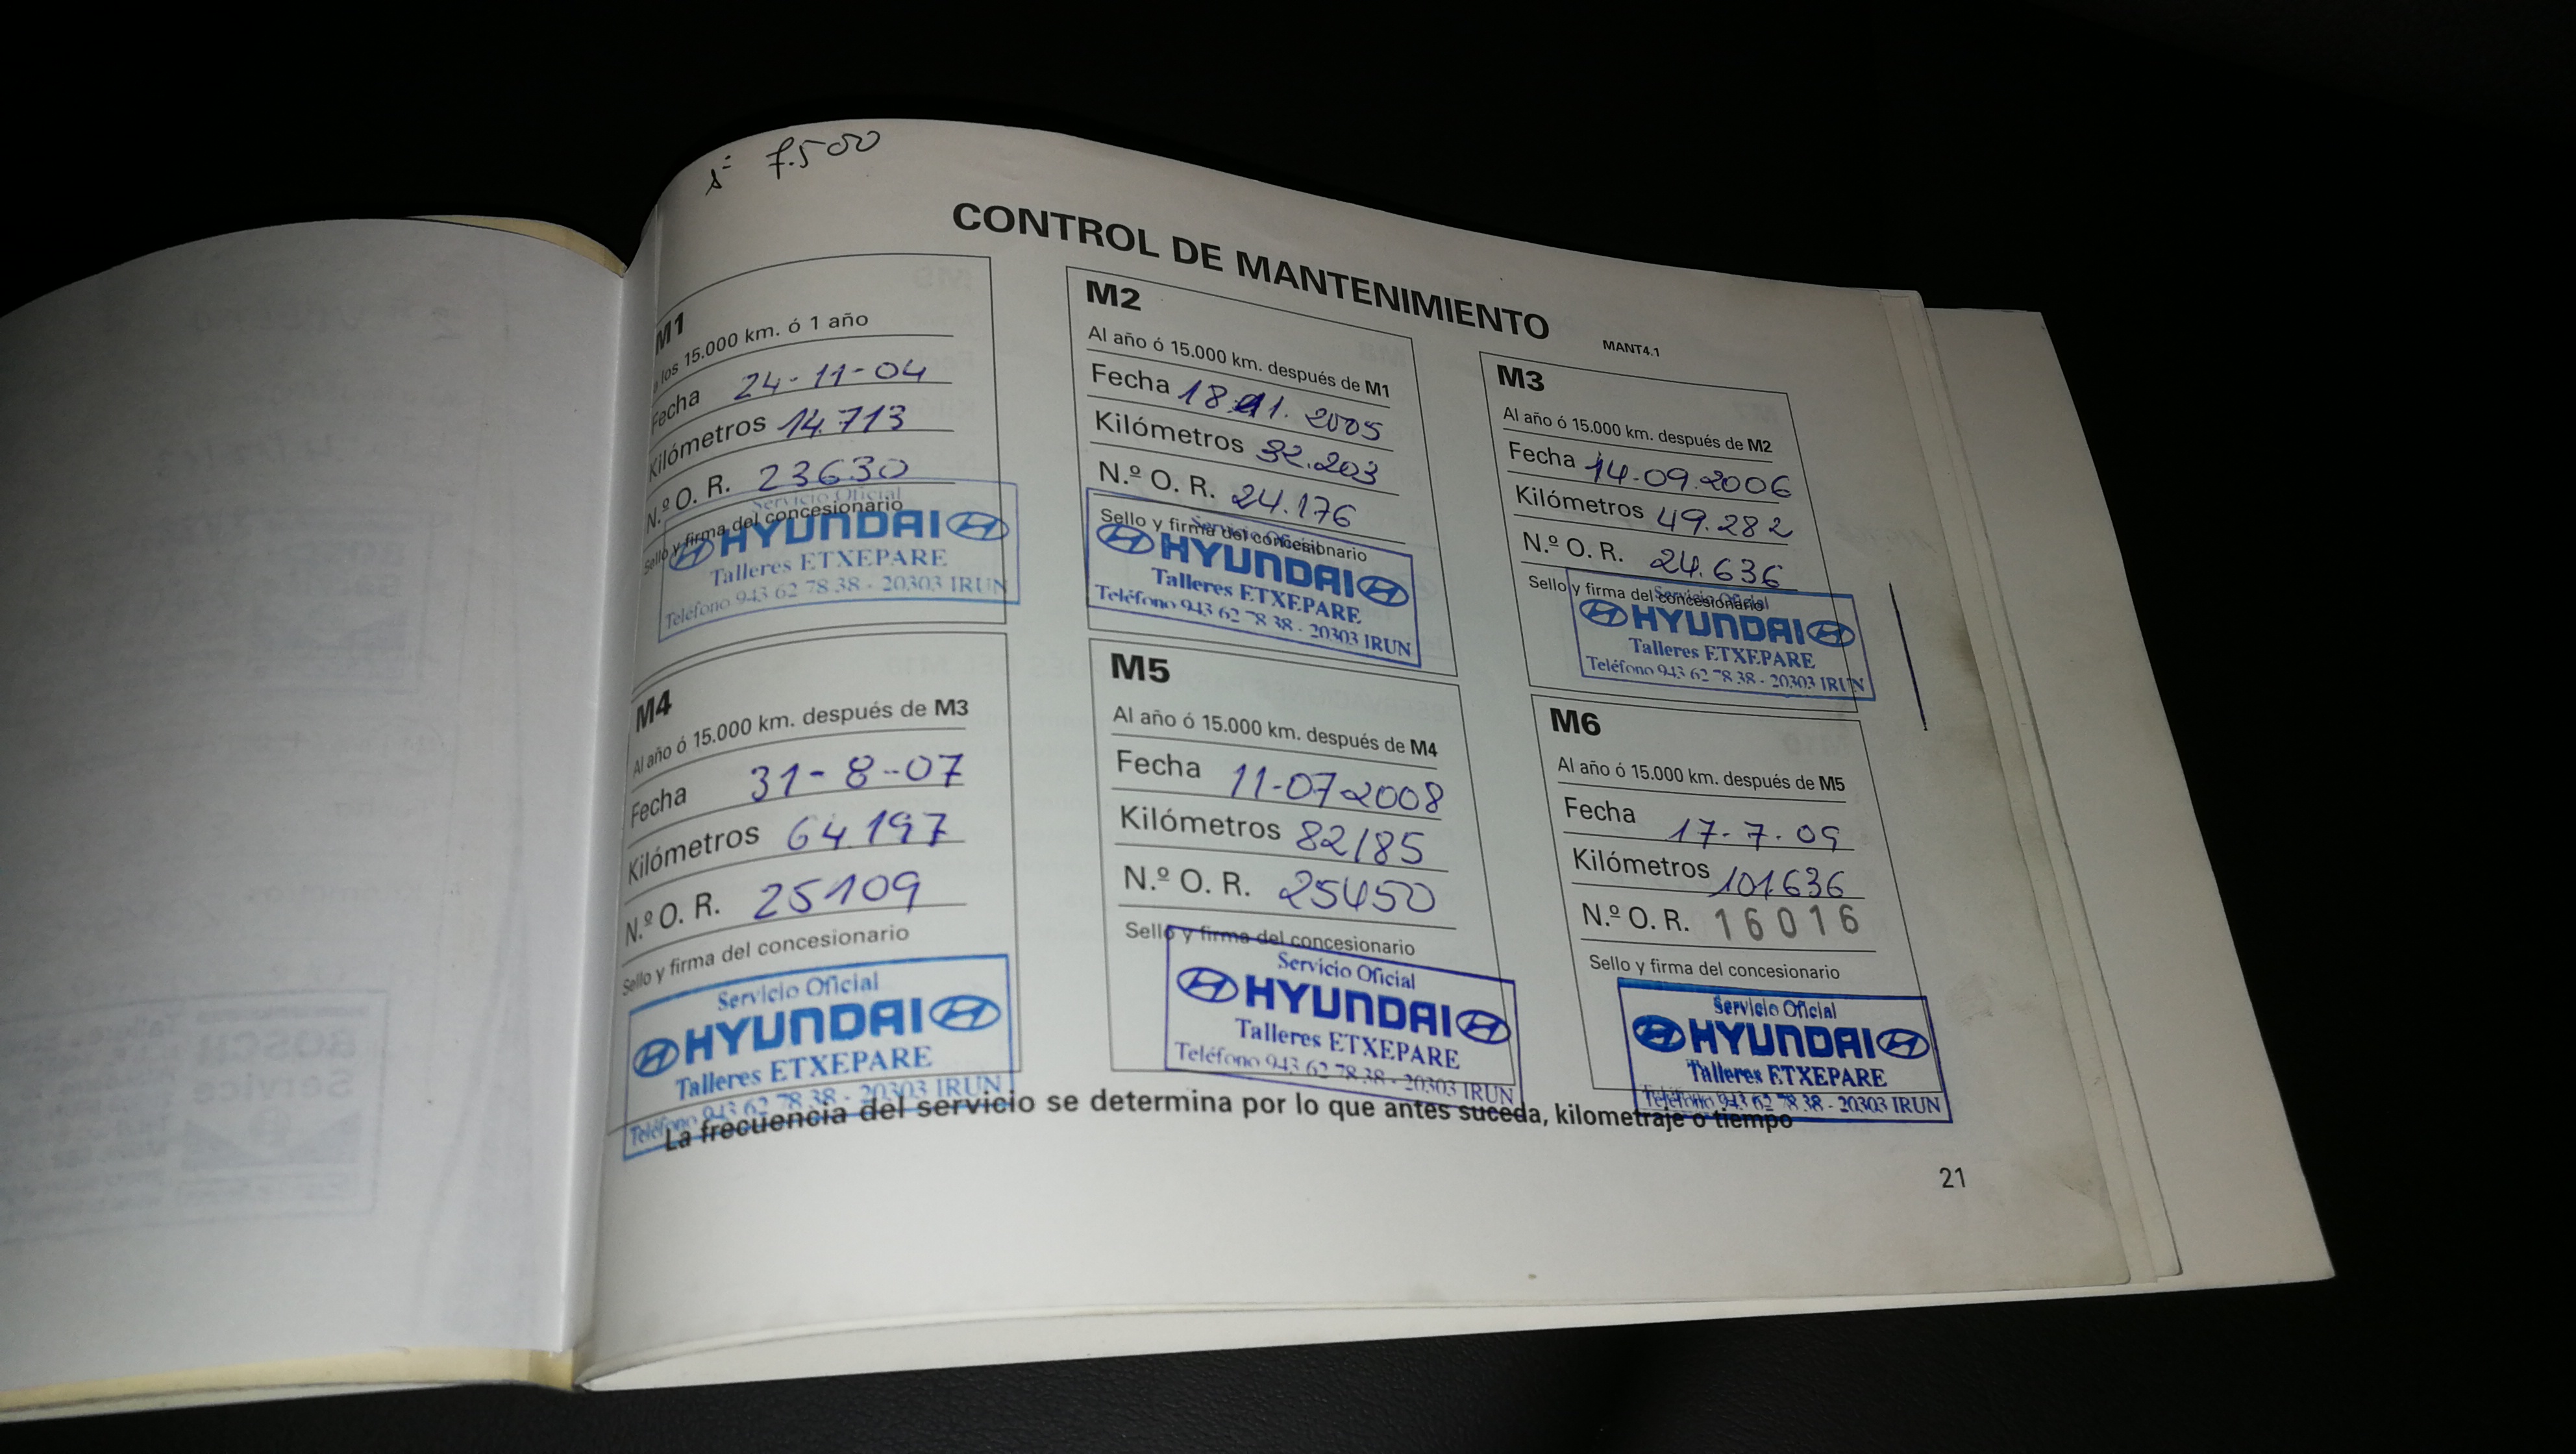 7.500
CONTROL DE MANTENIMIENTO
MANT4.1
M1
a los 15.000 km. ó 1 año
Fecha 24-11-04
Kilómetros 14.713
N.º O. R. 23630
Sello y firma del concesionario
Servicio Oficial
HYUNDAI
Talleres ETXEPARE
Teléfono 943 62 78 38 - 20303 IRUN
M2
Al año ó 15.000 km. después de M1
Fecha 18.11.2005
Kilómetros 32.203
N.º O. R. 24.176
Sello y firma del concesionario
Servicio Oficial
HYUNDAI
Talleres ETXEPARE
Teléfono 943 62 78 38 - 20303 IRUN
M3
Al año ó 15.000 km. después de M2
Fecha 14-09.2006
Kilómetros 49.282
N.º O. R. 24.636
Sello y firma del concesionario
Servicio Oficial
HYUNDAI
Talleres ETXEPARE
Teléfono 943 62 78 38 - 20303 IRUN
M4
Al año ó 15.000 km. después de M3
Fecha 31-8-07
Kilómetros 64.197
N.º O. R. 25109
Sello y firma del concesionario
Servicio Oficial
HYUNDAI
Talleres ETXEPARE
Teléfono 943 62 78 38 - 20303 IRUN
M5
Al año ó 15.000 km. después de M4
Fecha 11-07-2008
Kilómetros 82185
N.º O. R. 25450
Sello y firma del concesionario
Servicio Oficial
HYUNDAI
Talleres ETXEPARE
Teléfono 943 62 78 38 - 20303 IRUN
M6
Al año ó 15.000 km. después de M5
Fecha 17-7-09
Kilómetros 101.636
N.º O. R. 16016
Sello y firma del concesionario
Servicio Oficial
HYUNDAI
Talleres ETXEPARE
Teléfono 943 62 78 38 - 20303 IRUN
La frecuencia del servicio se determina por lo que antes suceda, kilometraje o tiempo
21